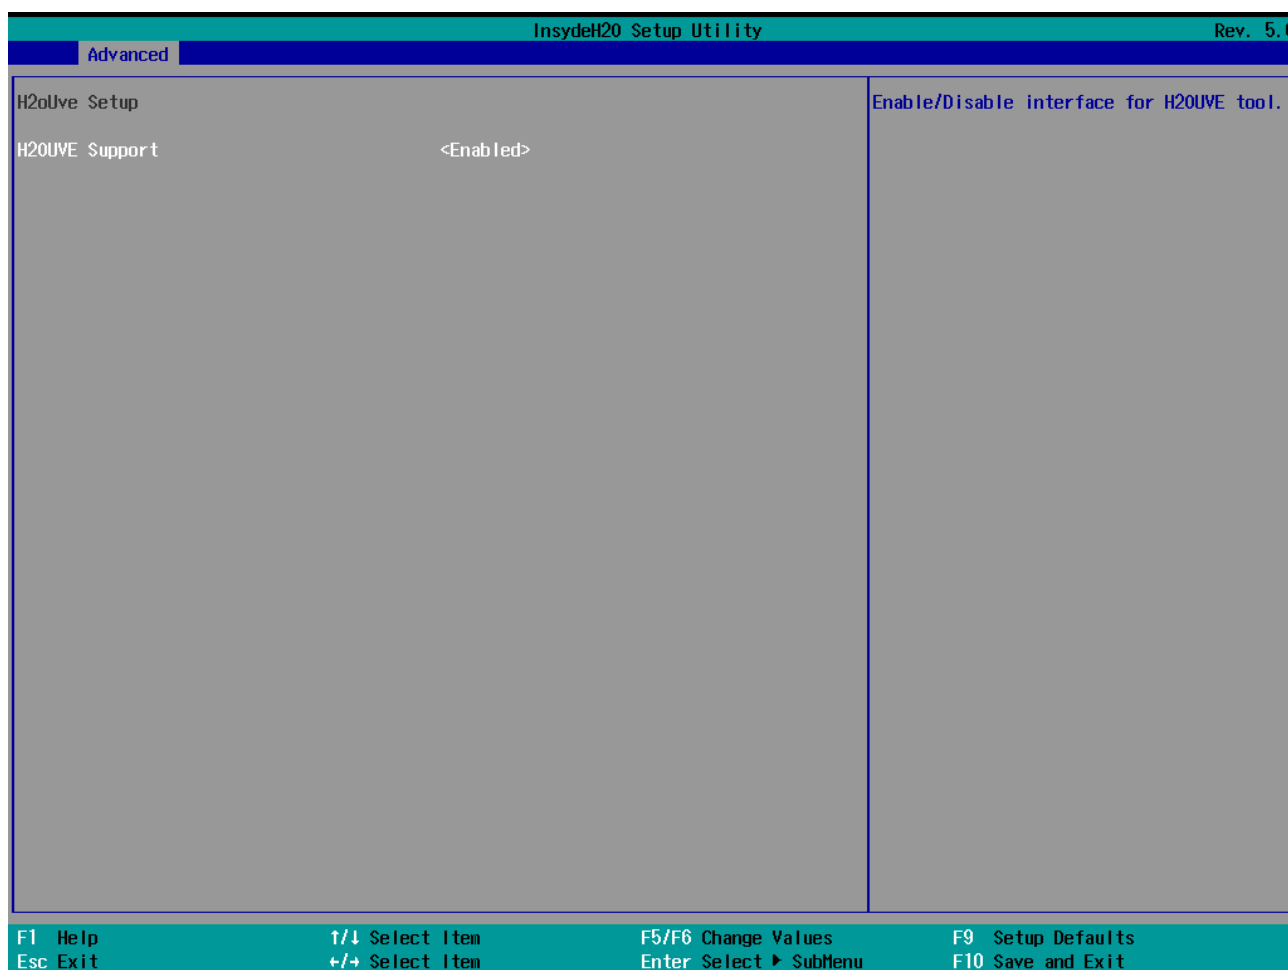 InsydeH20 Setup Utility Rev. 5.
Advanced
H2oUve Setup
Enable/Disable interface for H2OUVE tool.
H2OUVE Support <Enabled>
F1 Help ↑/↓ Select Item F5/F6 Change Values F9 Setup Defaults
Esc Exit ←/→ Select Item Enter Select ▶ SubMenu F10 Save and Exit